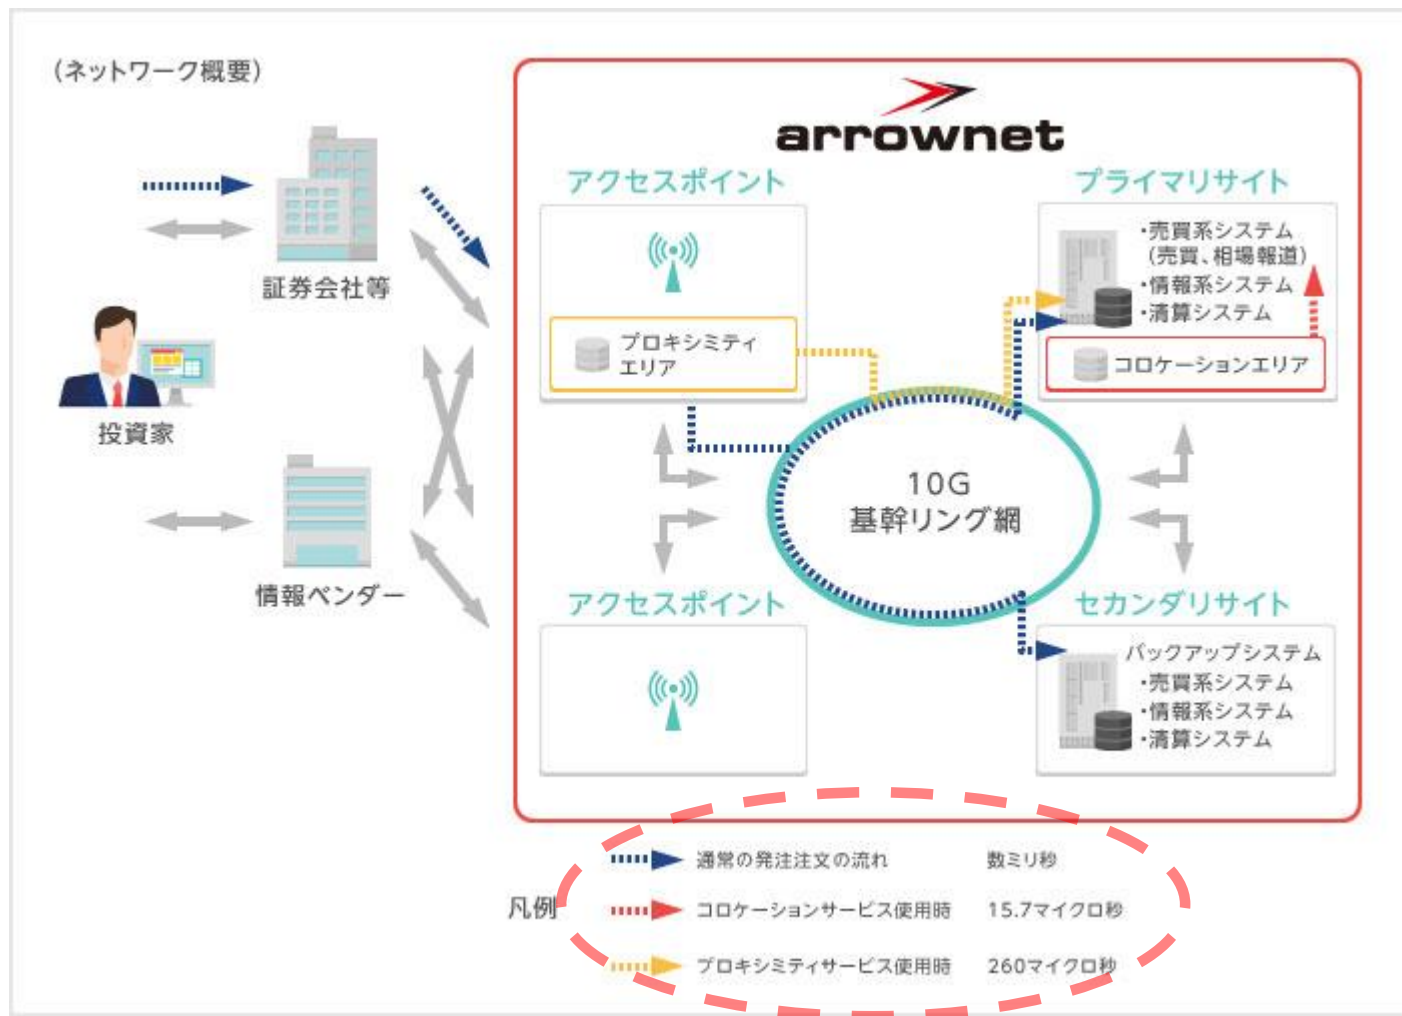 (ネットワーク概要)
arrownet
アクセスポイント
プライマリサイト
・売買系システム
(売買、相場報道)
・情報系システム
・清算システム
証券会社等
プロキシミティ
エリア
コロケーションエリア
投資家
10G
基幹リング網
情報ベンダー
アクセスポイント
セカンダリサイト
バックアップシステム
・売買系システム
・情報系システム
・清算システム
凡例
通常の発注注文の流れ 数ミリ秒
コロケーションサービス使用時 15.7マイクロ秒
プロキシミティサービス使用時 260マイクロ秒